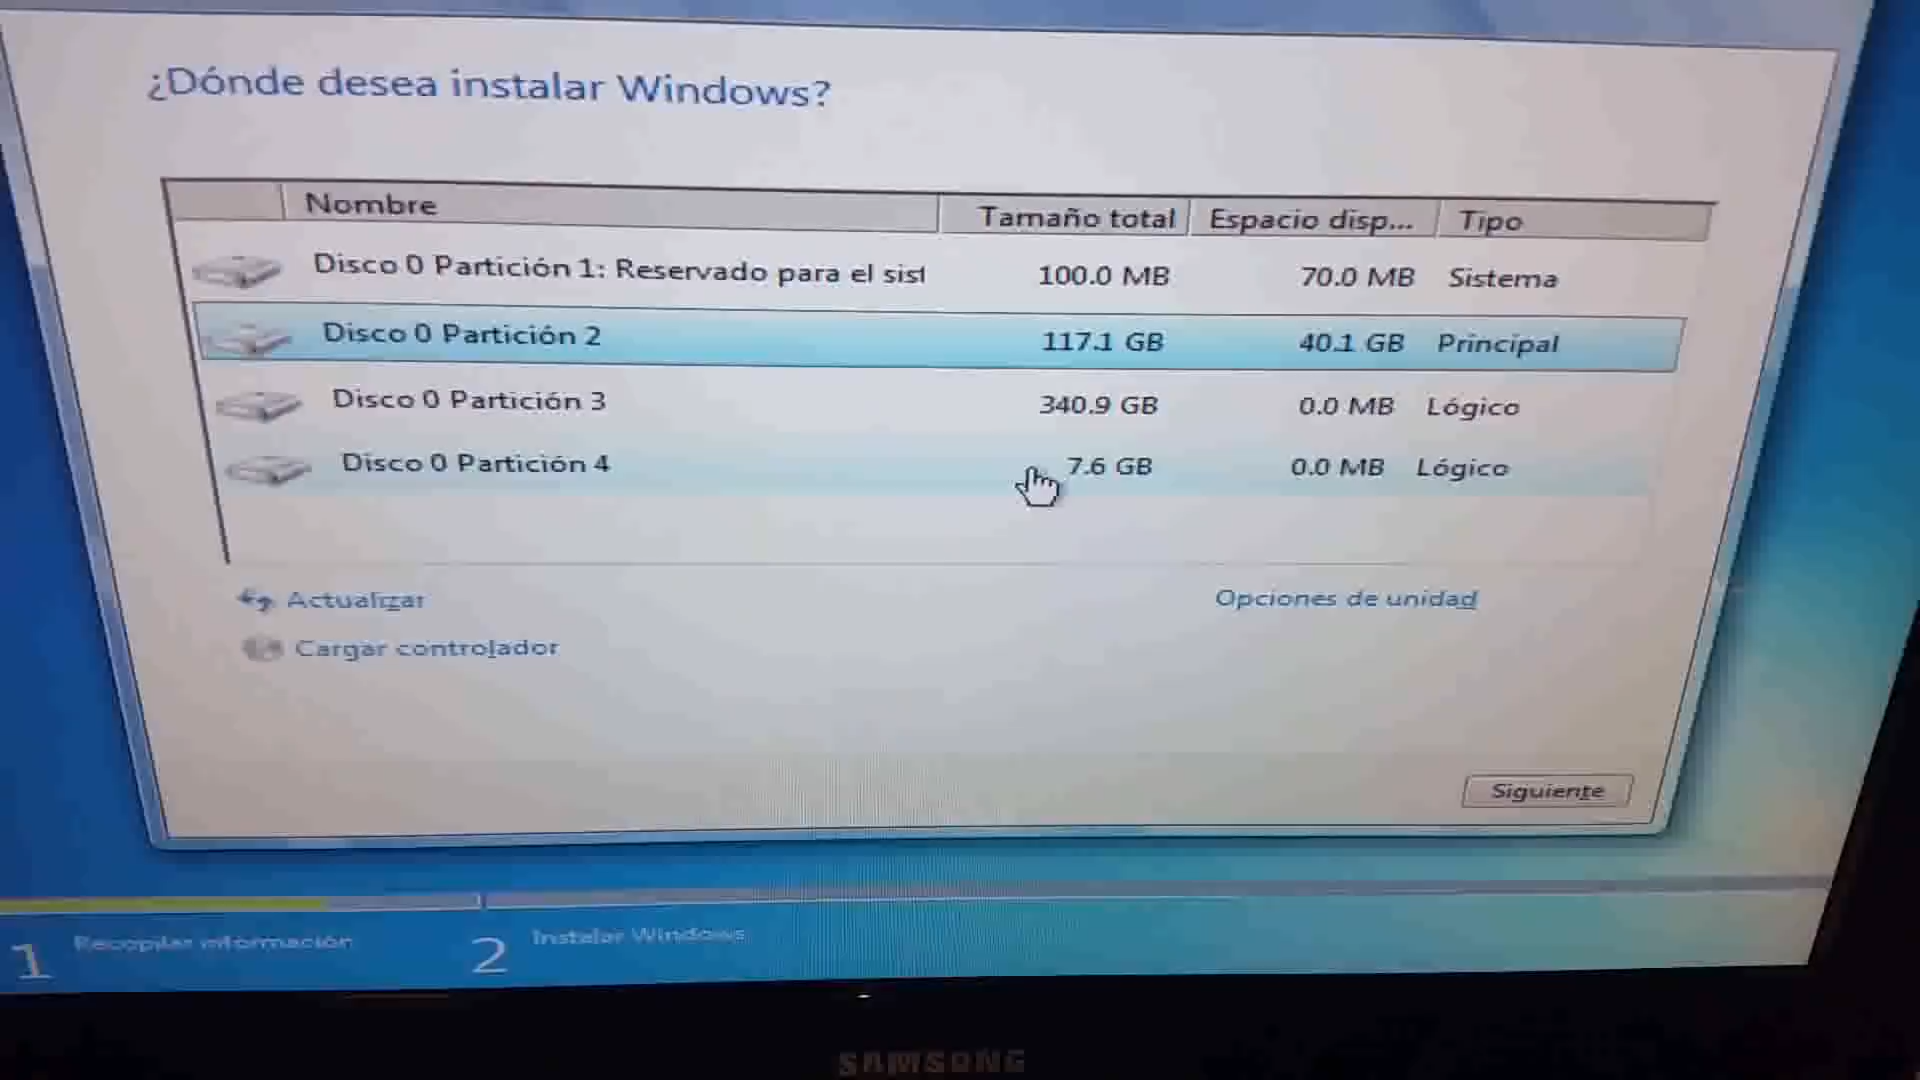 ¿Dónde desea instalar Windows?
Nombre Tamaño total Espacio disp... Tipo
Disco 0 Partición 1: Reservado para el sist 100.0 MB 70.0 MB Sistema
Disco 0 Partición 2 117.1 GB 40.1 GB Principal
Disco 0 Partición 3 340.9 GB 0.0 MB Lógico
Disco 0 Partición 4 7.6 GB 0.0 MB Lógico
Actualizar Opciones de unidad
Cargar controlador
Siguiente
1 Recopilar información 2 Instalar Windows
SAMSUNG